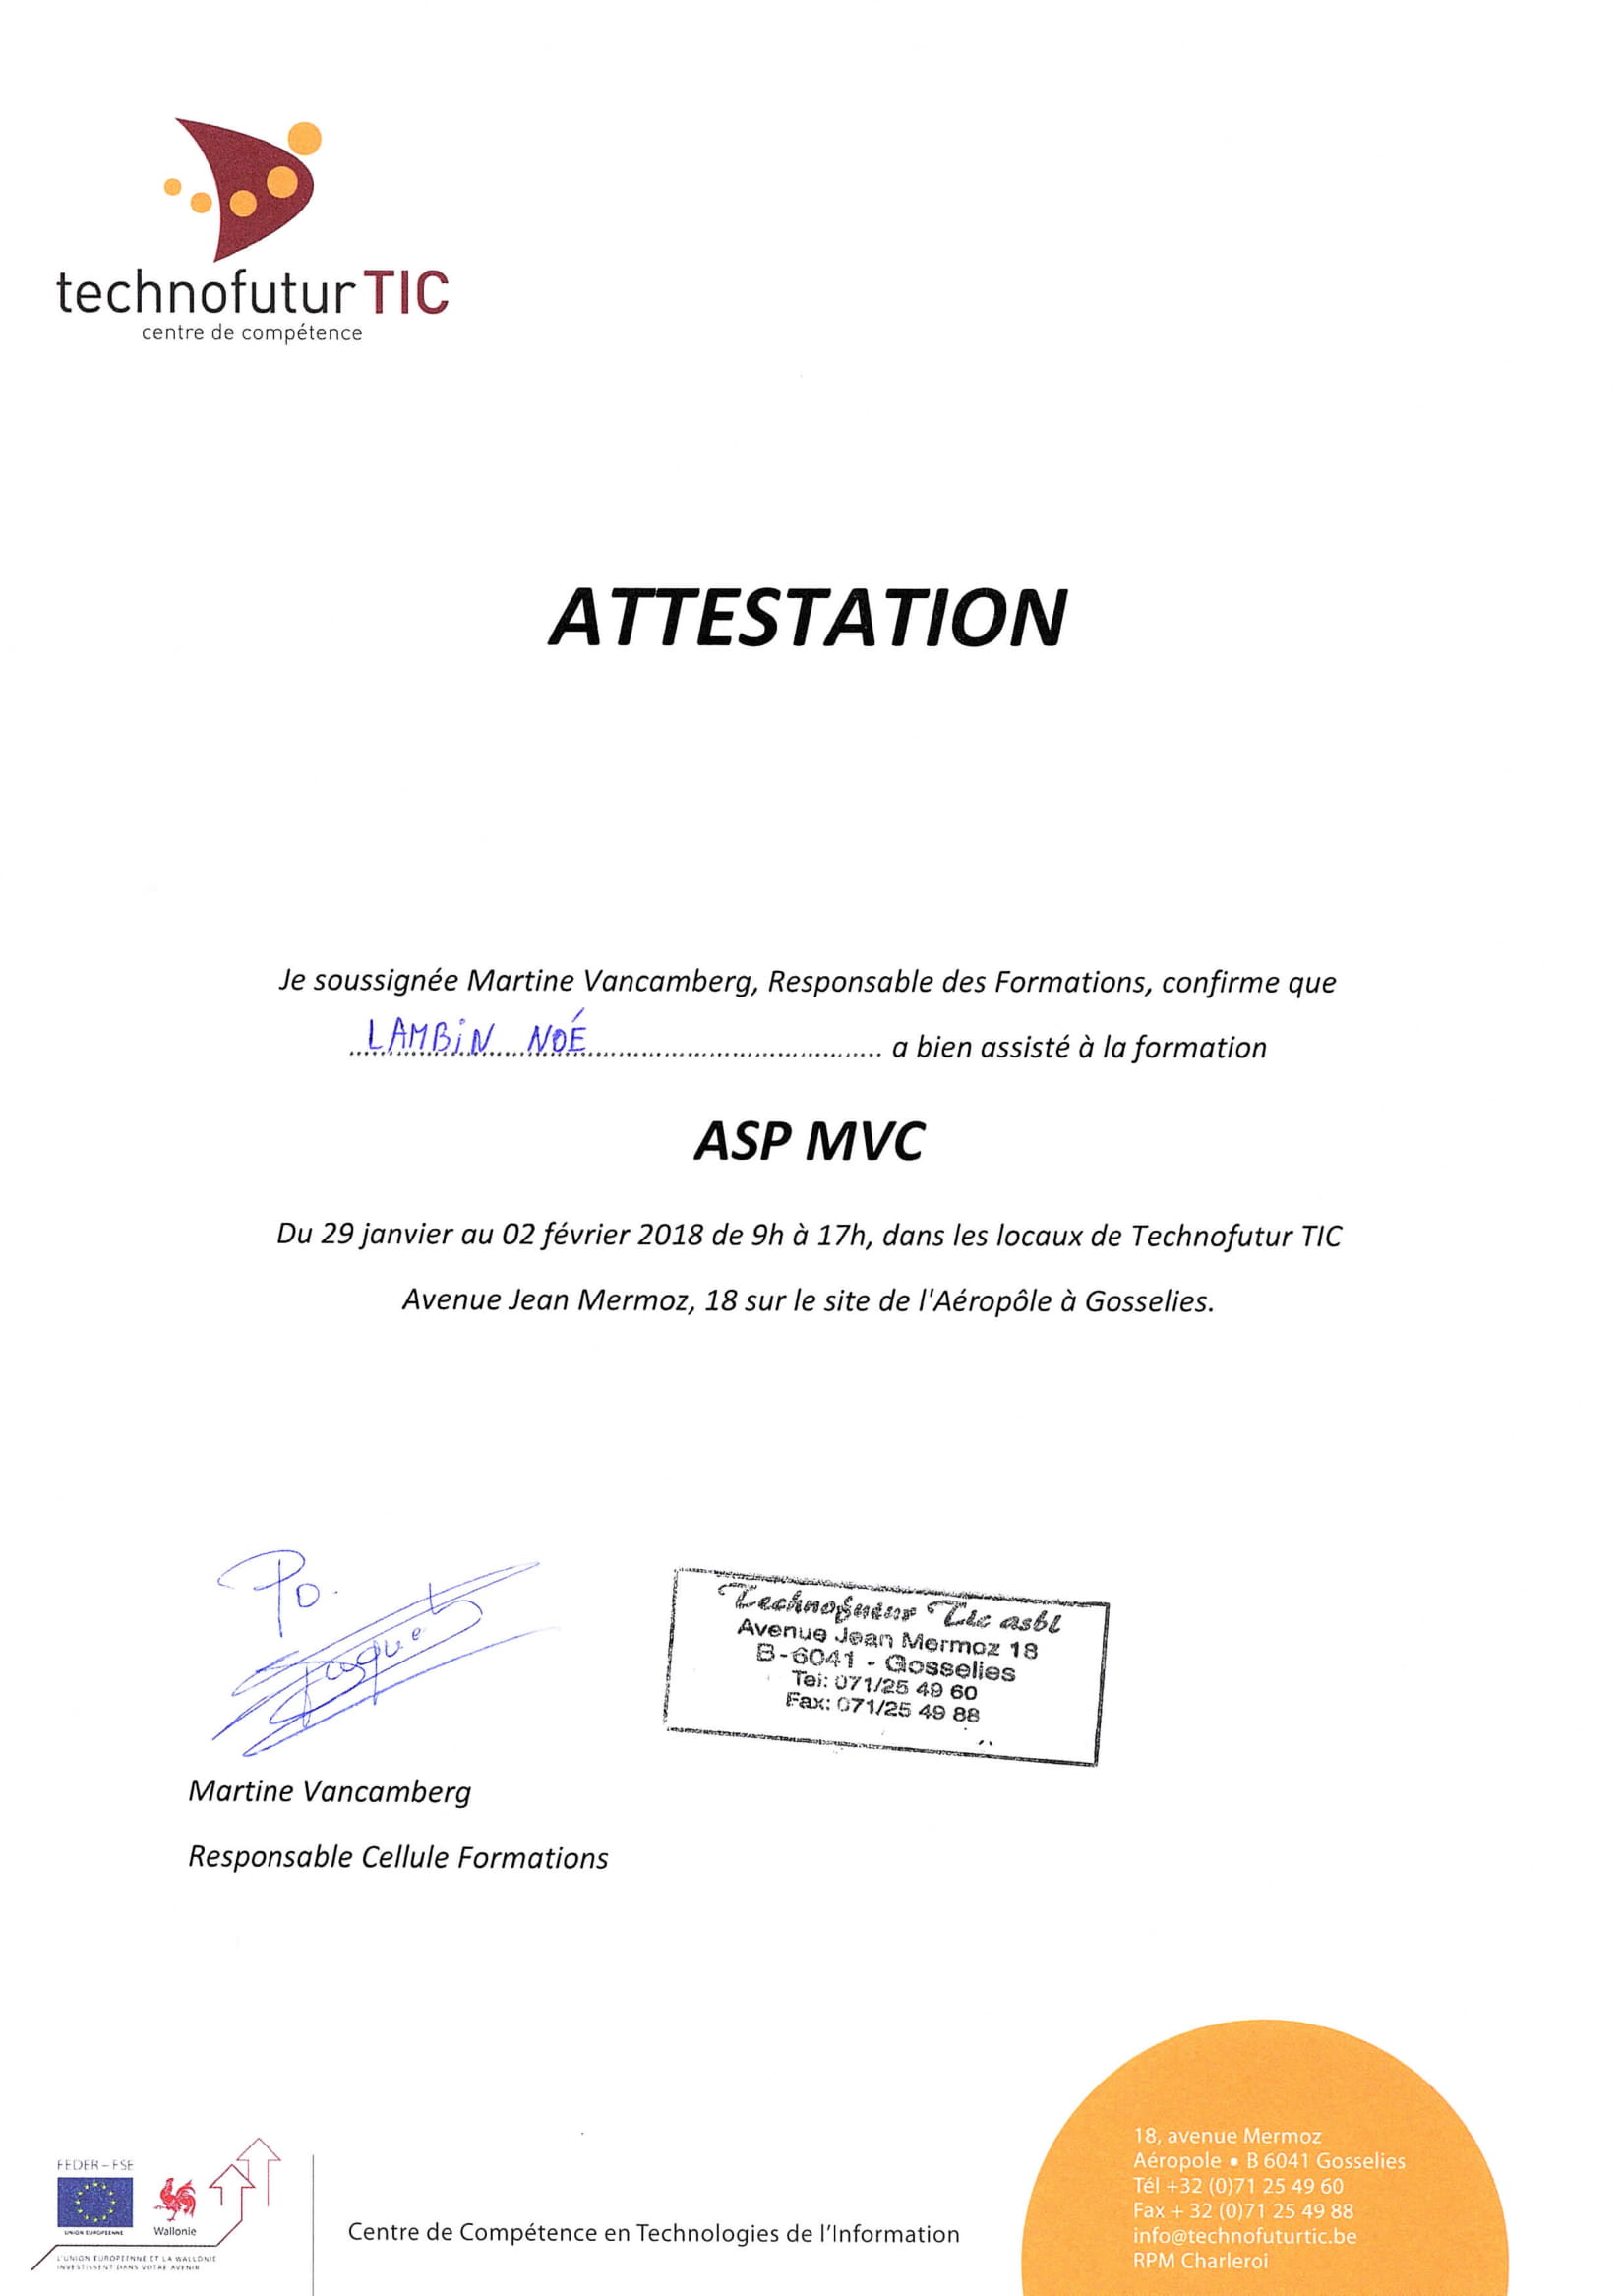 technofutur TIC
centre de compétence
ATTESTATION
Je soussignée Martine Vancamberg, Responsable des Formations, confirme que
LAMBiN NOÉ a bien assisté à la formation
ASP MVC
Du 29 janvier au 02 février 2018 de 9h à 17h, dans les locaux de Technofutur TIC
Avenue Jean Mermoz, 18 sur le site de l'Aéropôle à Gosselies.
Po.
Technofutur Tic asbl
Avenue Jean Mermoz 18
B-6041 - Gosselies
Tel: 071/25 49 60
Fax: 071/25 49 88
Martine Vancamberg
Responsable Cellule Formations
FEDER–FSE
UNION EUROPEENNE
Wallonie
L'UNION EUROPEENNE ET LA WALLONIE
INVESTISSENT DANS VOTRE AVENIR
Centre de Compétence en Technologies de l'Information
18, avenue Mermoz
Aéropole • B 6041 Gosselies
Tél +32 (0)71 25 49 60
Fax + 32 (0)71 25 49 88
info@technofuturtic.be
RPM Charleroi